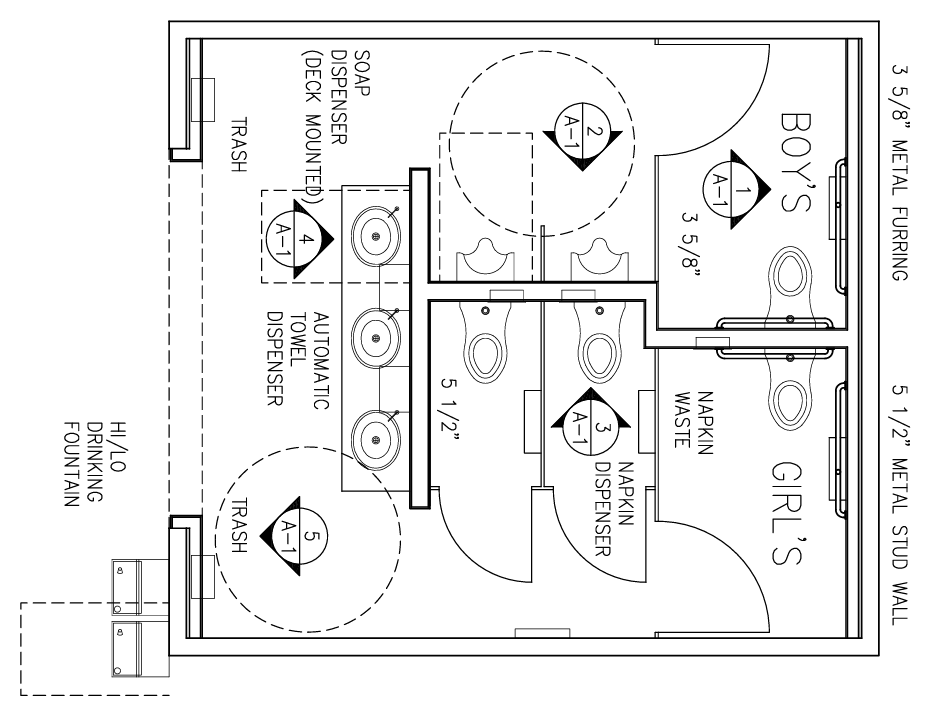 3 5/8" METAL FURRING
5 1/2" METAL STUD WALL
BOY'S
GIRL'S
1
A-1
3 5/8"
NAPKIN
WASTE
2
A-1
3
A-1
NAPKIN
DISPENSER
5 1/2"
SOAP
DISPENSER
(DECK MOUNTED)
4
A-1
AUTOMATIC
TOWEL
DISPENSER
5
A-1
TRASH
TRASH
HI/LO
DRINKING
FOUNTAIN